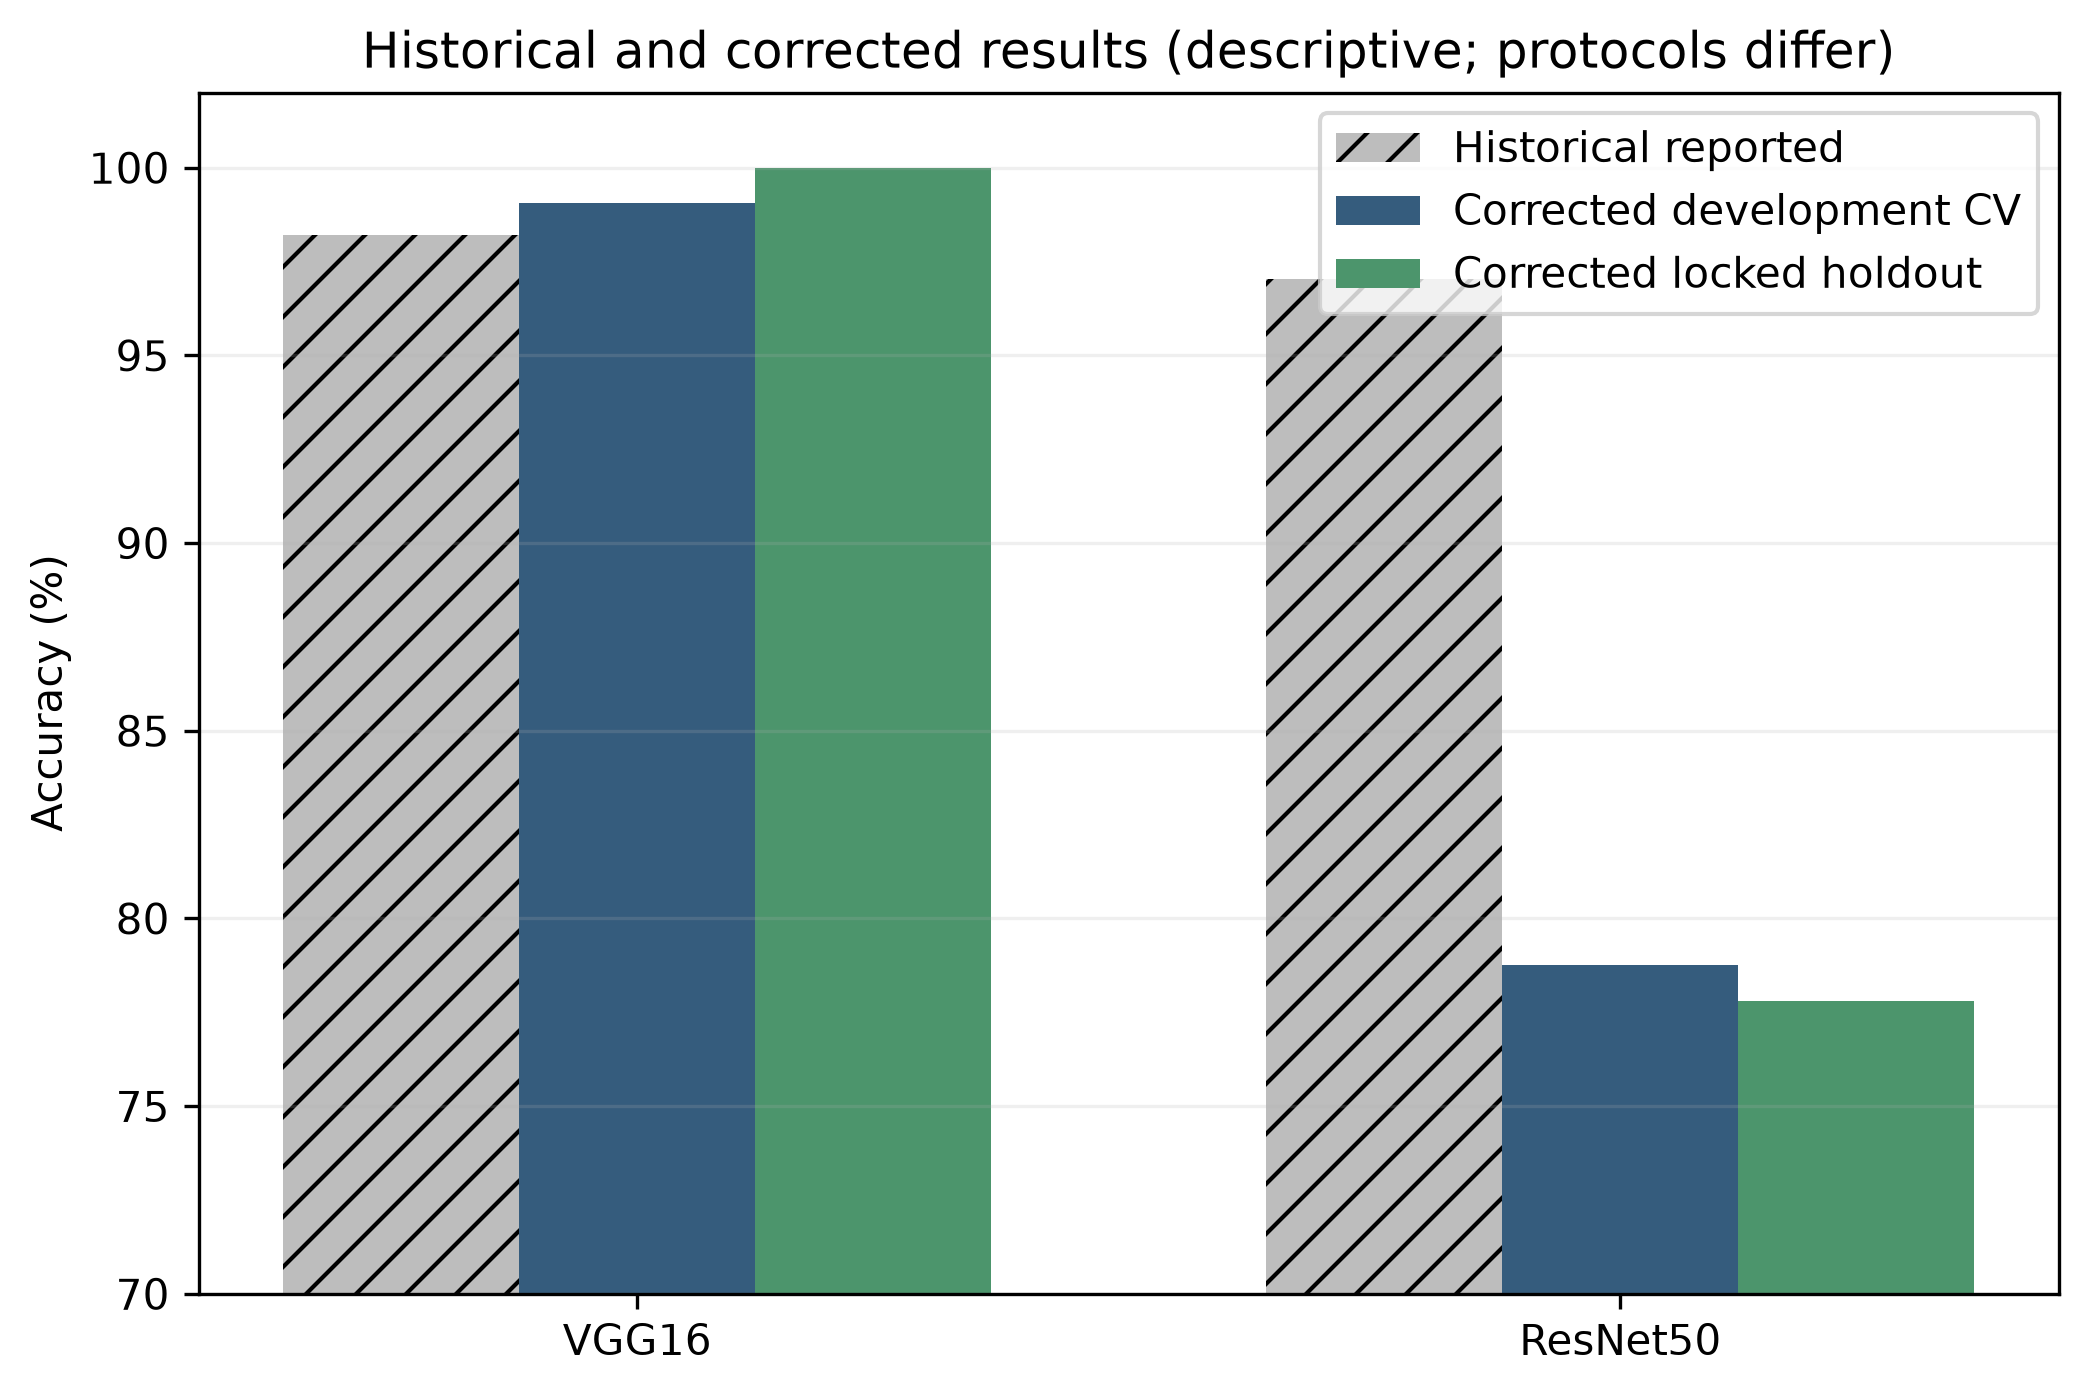 Historical and corrected results (descriptive; protocols differ)
Historical reported
Corrected development CV
Corrected locked holdout
Accuracy (%)
100
95
90
85
80
75
70
VGG16
ResNet50